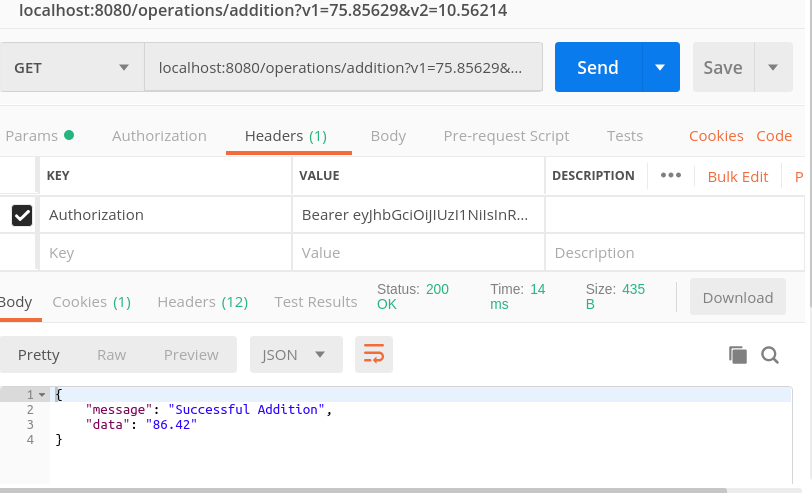 localhost:8080/operations/addition?v1=75.85629&v2=10.56214
GET localhost:8080/operations/addition?v1=75.85629&... Send Save
Params Authorization Headers (1) Body Pre-request Script Tests Cookies Code
KEY VALUE DESCRIPTION ••• Bulk Edit P
Authorization Bearer eyJhbGciOiJIUzI1NiIsInR...
Key Value Description
Body Cookies (1) Headers (12) Test Results Status: 200 OK Time: 14 ms Size: 435 B Download
Pretty Raw Preview JSON
1 {
2 "message": "Successful Addition",
3 "data": "86.42"
4 }